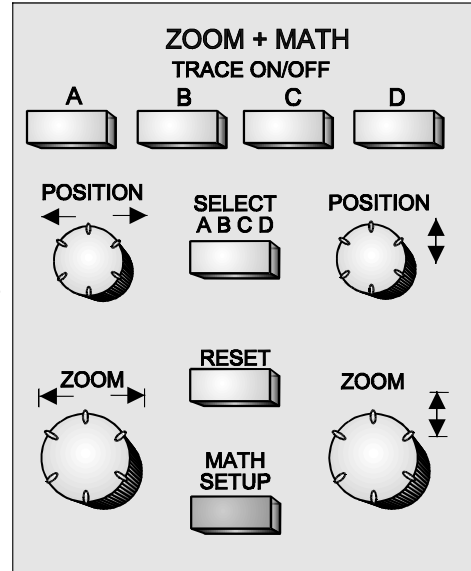 ZOOM + MATH
TRACE ON/OFF
A B C D
POSITION
SELECT
A B C D
POSITION
ZOOM
RESET
ZOOM
MATH
SETUP